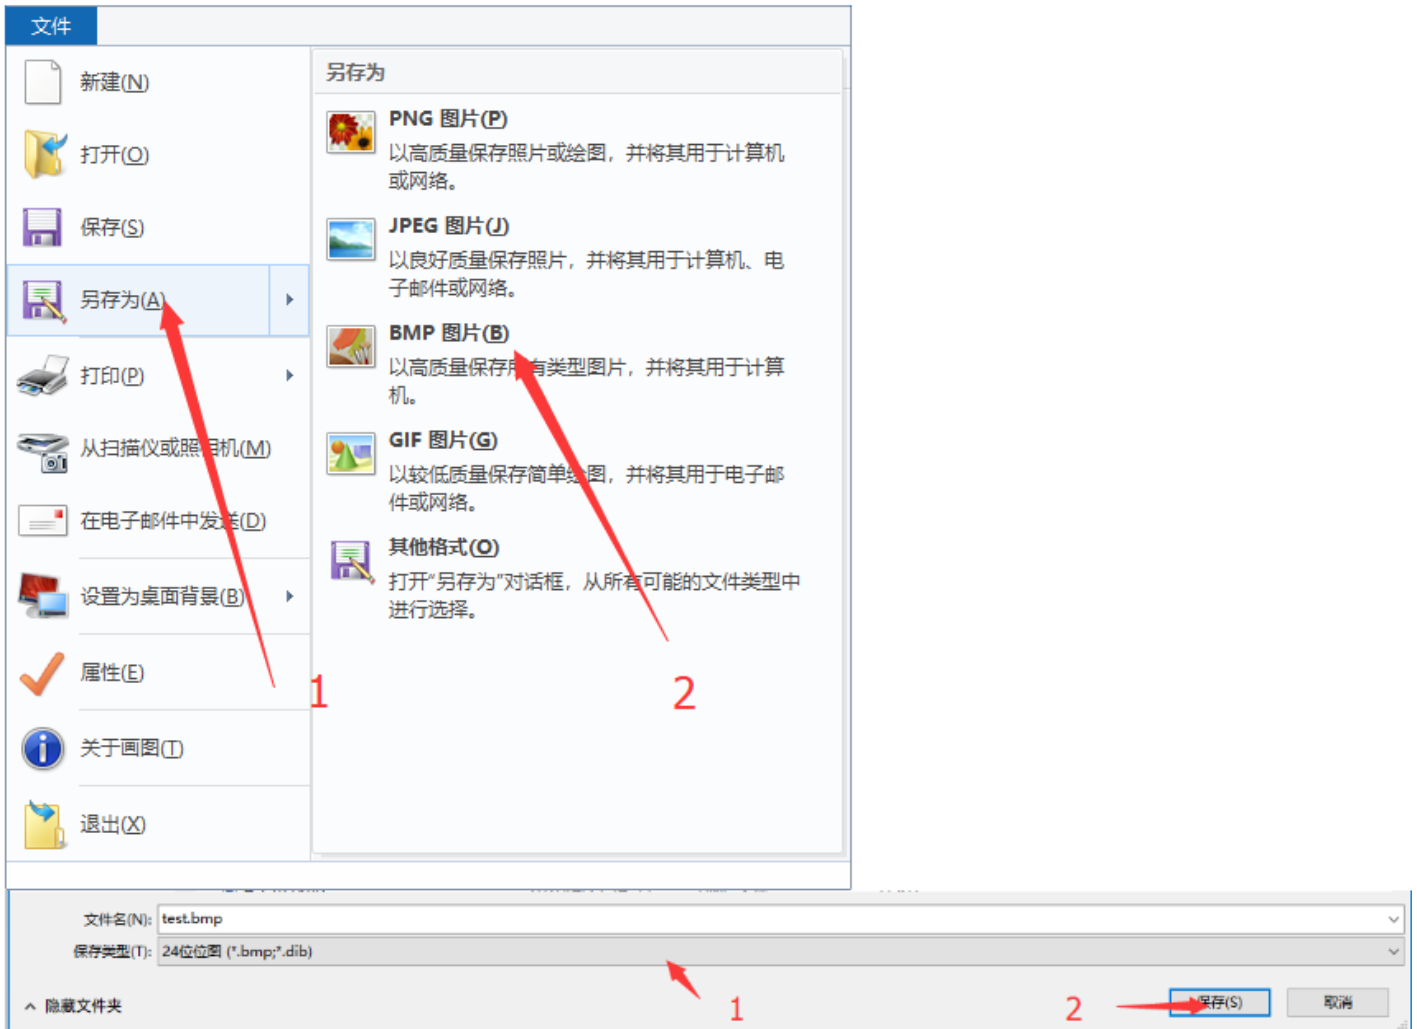 文件
新建(N)
打开(O)
保存(S)
另存为(A)
打印(P)
从扫描仪或照相机(M)
在电子邮件中发送(D)
设置为桌面背景(B)
属性(E)
关于画图(T)
退出(X)
1
另存为
PNG 图片(P)
以高质量保存照片或绘图，并将其用于计算机
或网络。
JPEG 图片(J)
以良好质量保存照片，并将其用于计算机、电
子邮件或网络。
BMP 图片(B)
以高质量保存所有类型图片，并将其用于计算
机。
GIF 图片(G)
以较低质量保存简单绘图，并将其用于电子邮
件或网络。
其他格式(O)
打开“另存为”对话框，从所有可能的文件类型中
进行选择。
2
文件名(N): test.bmp
保存类型(T): 24位位图 (*.bmp;*.dib)
隐藏文件夹
1
2
保存(S)
取消